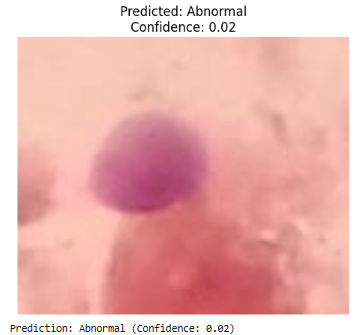 Predicted: Abnormal
Confidence: 0.02
Prediction: Abnormal (Confidence: 0.02)